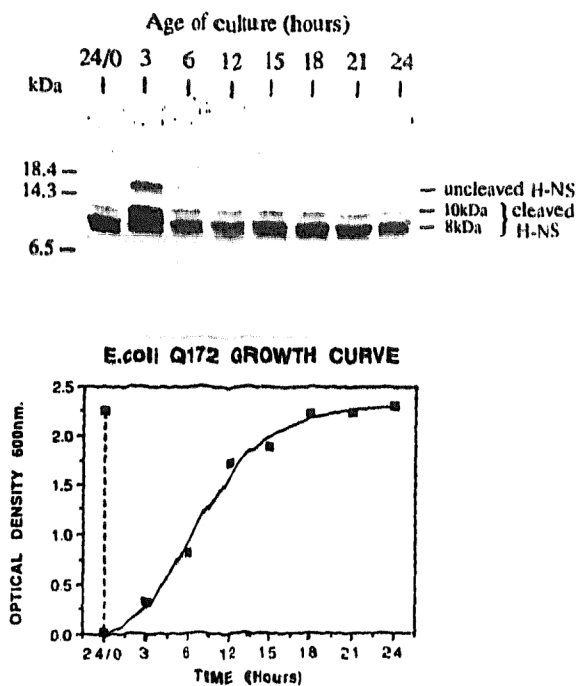 Age of culture (hours)
24/0 3 6 12 15 18 21 24
kDa
18.4
14.3
6.5
uncleaved H-NS
10kDa
8kDa
cleaved
H-NS
E.coli Q172 GROWTH CURVE
OPTICAL DENSITY 600nm.
2.5
2.0
1.5
1.0
0.5
0.0
24/0 3 6 12 15 18 21 24
TIME (Hours)